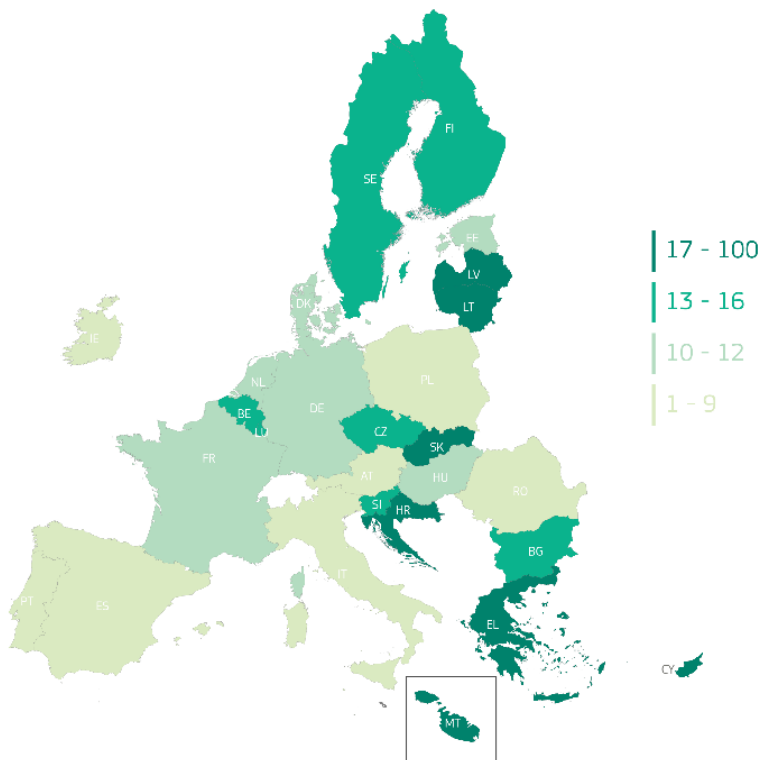 FI
SE
EE
LV
LT
DK
IE
NL
PL
DE
BE
LU
CZ
SK
FR
AT
HU
RO
SI
HR
BG
IT
PT
ES
EL
CY
MT
17 - 100
13 - 16
10 - 12
1 - 9